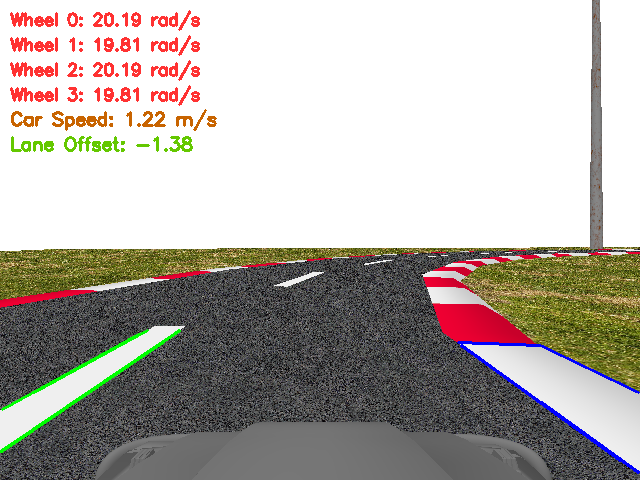 Wheel 0: 20.19 rad/s
Wheel 1: 19.81 rad/s
Wheel 2: 20.19 rad/s
Wheel 3: 19.81 rad/s
Car Speed: 1.22 m/s
Lane Offset: -1.38